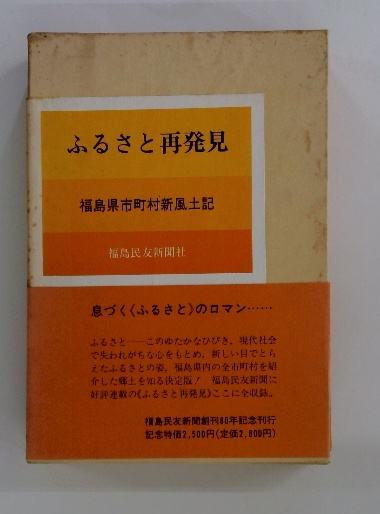 ふるさと再発見
福島県市町村新風土記
福島民友新聞社
息づく《ふるさと》のロマン……
ふるさと――このゆたかなひびき。現代社会
で失われがちな心をもとめ、新しい目でとら
えたふるさとの姿。福島県内の全市町村を紹
介した郷土を知る決定版！ 福島民友新聞に
好評連載の《ふるさと再発見》ここに全収録。
福島民友新聞創刊80年記念刊行
記念特価2,500円(定価2,800円)